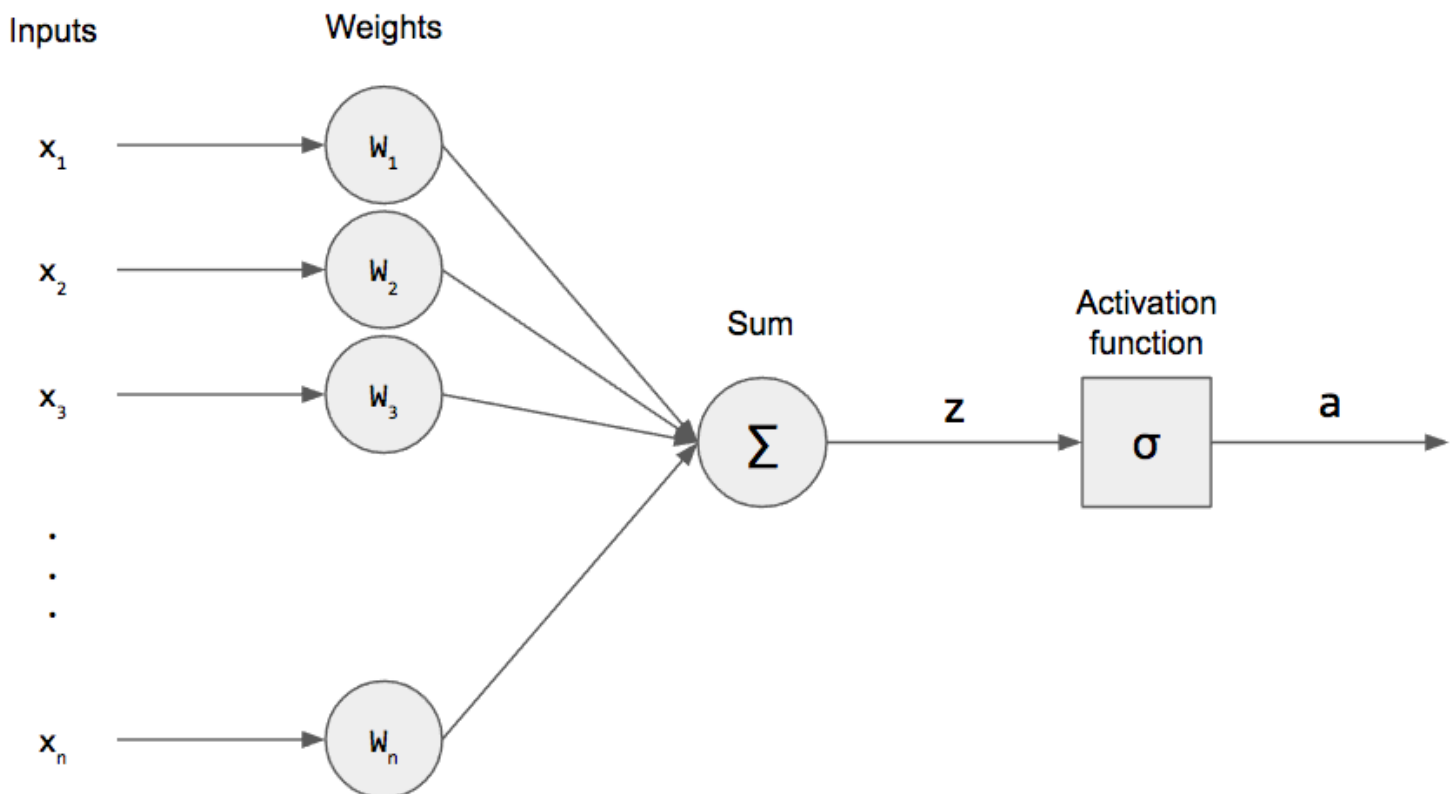 Inputs
Weights
x₁
W₁
x₂
W₂
x₃
W₃
.
.
.
xₙ
Wₙ
Sum
Σ
z
Activation
function
σ
a